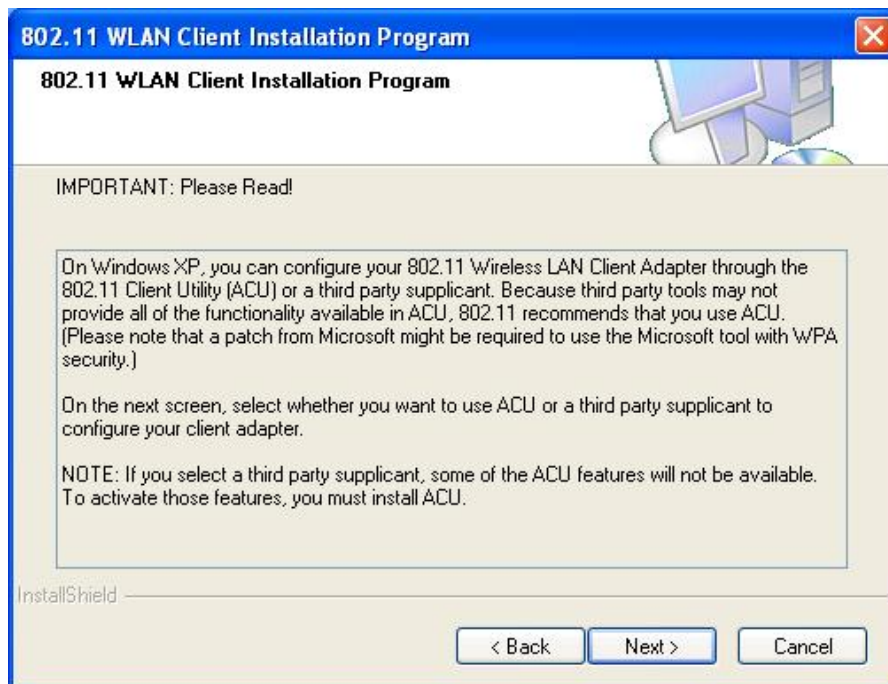 802.11 WLAN Client Installation Program
802.11 WLAN Client Installation Program
IMPORTANT: Please Read!
On Windows XP, you can configure your 802.11 Wireless LAN Client Adapter through the
802.11 Client Utility (ACU) or a third party supplicant. Because third party tools may not
provide all of the functionality available in ACU, 802.11 recommends that you use ACU.
(Please note that a patch from Microsoft might be required to use the Microsoft tool with WPA
security.)
On the next screen, select whether you want to use ACU or a third party supplicant to
configure your client adapter.
NOTE: If you select a third party supplicant, some of the ACU features will not be available.
To activate those features, you must install ACU.
InstallShield
< Back
Next >
Cancel